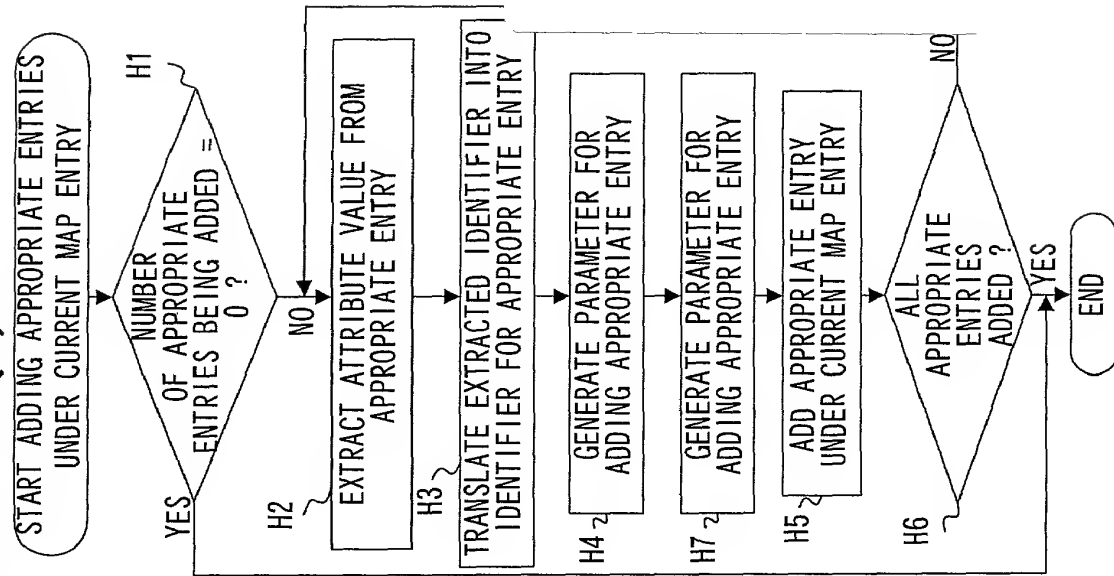 START ADDING APPROPRIATE ENTRIES
UNDER CURRENT MAP ENTRY
H1
NUMBER
OF APPROPRIATE
ENTRIES BEING ADDED =
0 ?
YES
NO
H2
EXTRACT ATTRIBUTE VALUE FROM
APPROPRIATE ENTRY
H3
TRANSLATE EXTRACTED IDENTIFIER INTO
IDENTIFIER FOR APPROPRIATE ENTRY
H4
GENERATE PARAMETER FOR
ADDING APPROPRIATE ENTRY
H7
GENERATE PARAMETER FOR
ADDING APPROPRIATE ENTRY
H5
ADD APPROPRIATE ENTRY
UNDER CURRENT MAP ENTRY
H6
ALL
APPROPRIATE
ENTRIES
ADDED ?
NO
YES
END